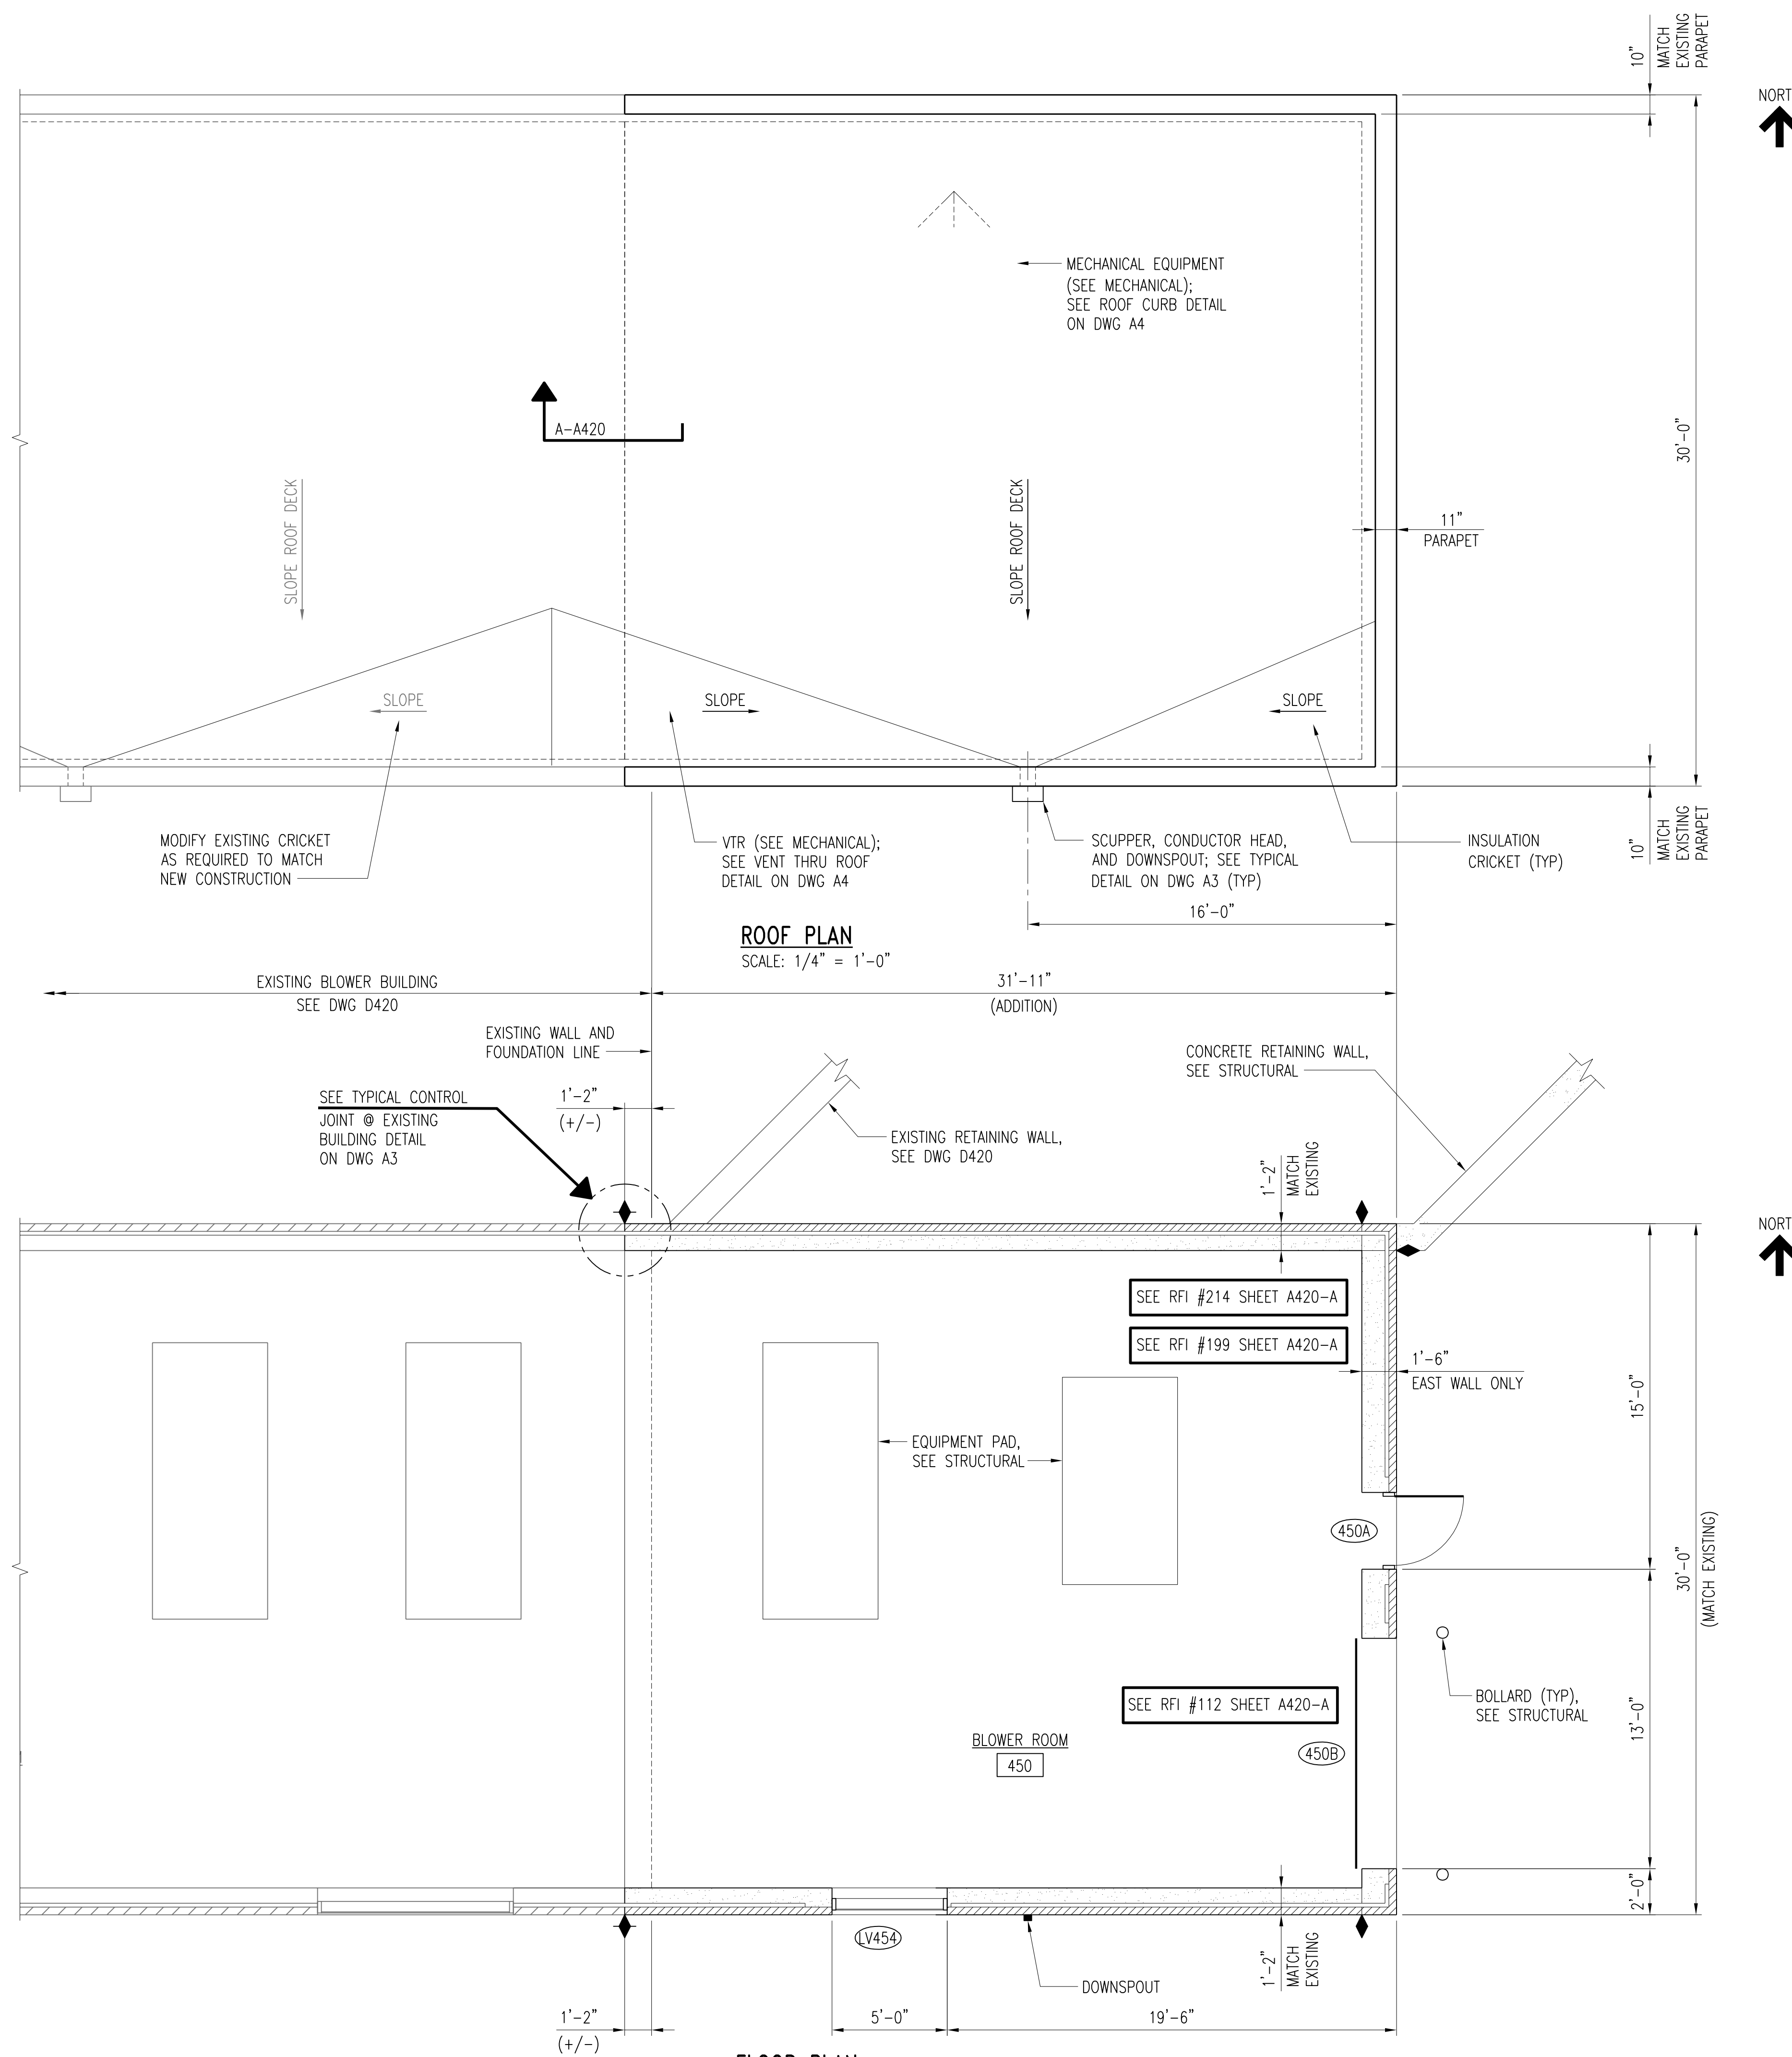 10"
MATCH
EXISTING
PARAPET
NORT
MECHANICAL EQUIPMENT
(SEE MECHANICAL);
SEE ROOF CURB DETAIL
ON DWG A4
A-A420
30'-0"
SLOPE ROOF DECK
SLOPE ROOF DECK
11"
PARAPET
SLOPE
SLOPE
SLOPE
MODIFY EXISTING CRICKET
AS REQUIRED TO MATCH
NEW CONSTRUCTION
VTR (SEE MECHANICAL);
SEE VENT THRU ROOF
DETAIL ON DWG A4
SCUPPER, CONDUCTOR HEAD,
AND DOWNSPOUT; SEE TYPICAL
DETAIL ON DWG A3 (TYP)
INSULATION
CRICKET (TYP)
10"
MATCH
EXISTING
PARAPET
16'-0"
ROOF PLAN
SCALE: 1/4" = 1'-0"
EXISTING BLOWER BUILDING
SEE DWG D420
31'-11"
(ADDITION)
EXISTING WALL AND
FOUNDATION LINE
CONCRETE RETAINING WALL,
SEE STRUCTURAL
SEE TYPICAL CONTROL
JOINT @ EXISTING
BUILDING DETAIL
ON DWG A3
1'-2"
(+/-)
EXISTING RETAINING WALL,
SEE DWG D420
1'-2"
MATCH
EXISTING
NORT
SEE RFI #214 SHEET A420-A
SEE RFI #199 SHEET A420-A
1'-6"
EAST WALL ONLY
15'-0"
EQUIPMENT PAD,
SEE STRUCTURAL
450A
30'-0"
(MATCH EXISTING)
SEE RFI #112 SHEET A420-A
BOLLARD (TYP),
SEE STRUCTURAL
13'-0"
BLOWER ROOM
450
450B
2'-0"
LV454
1'-2"
MATCH
EXISTING
DOWNSPOUT
1'-2"
(+/-)
5'-0"
19'-6"
FLOOR PLAN